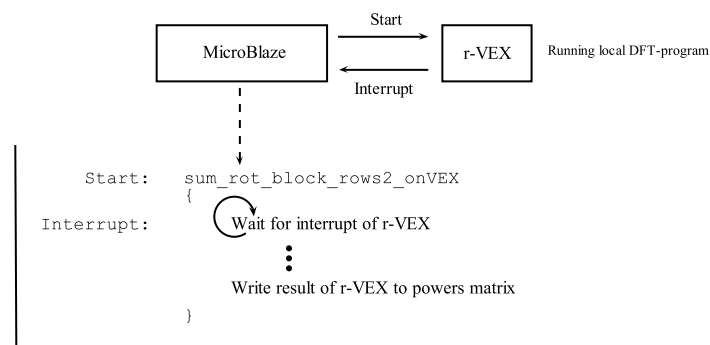 Start
MicroBlaze
r-VEX
Running local DFT-program
Interrupt
Start: sum_rot_block_rows2_onVEX
{
Interrupt: Wait for interrupt of r-VEX
Write result of r-VEX to powers matrix
}